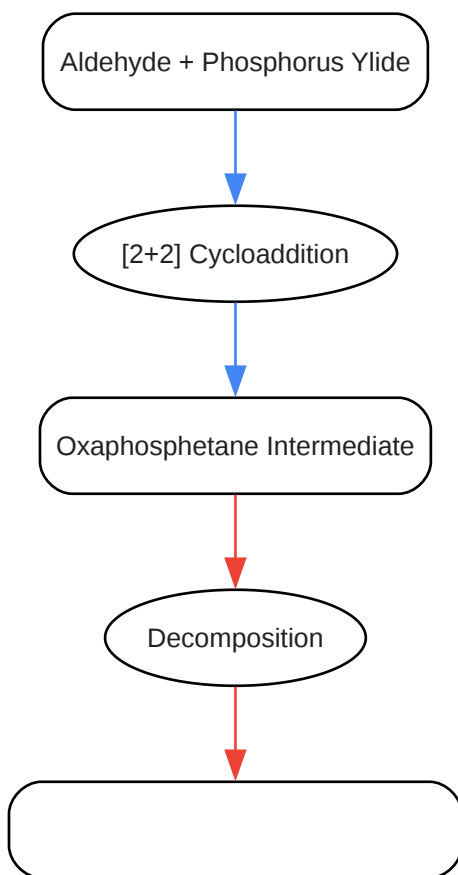 Aldehyde + Phosphorus Ylide
[2+2] Cycloaddition
Oxaphosphetane Intermediate
Decomposition